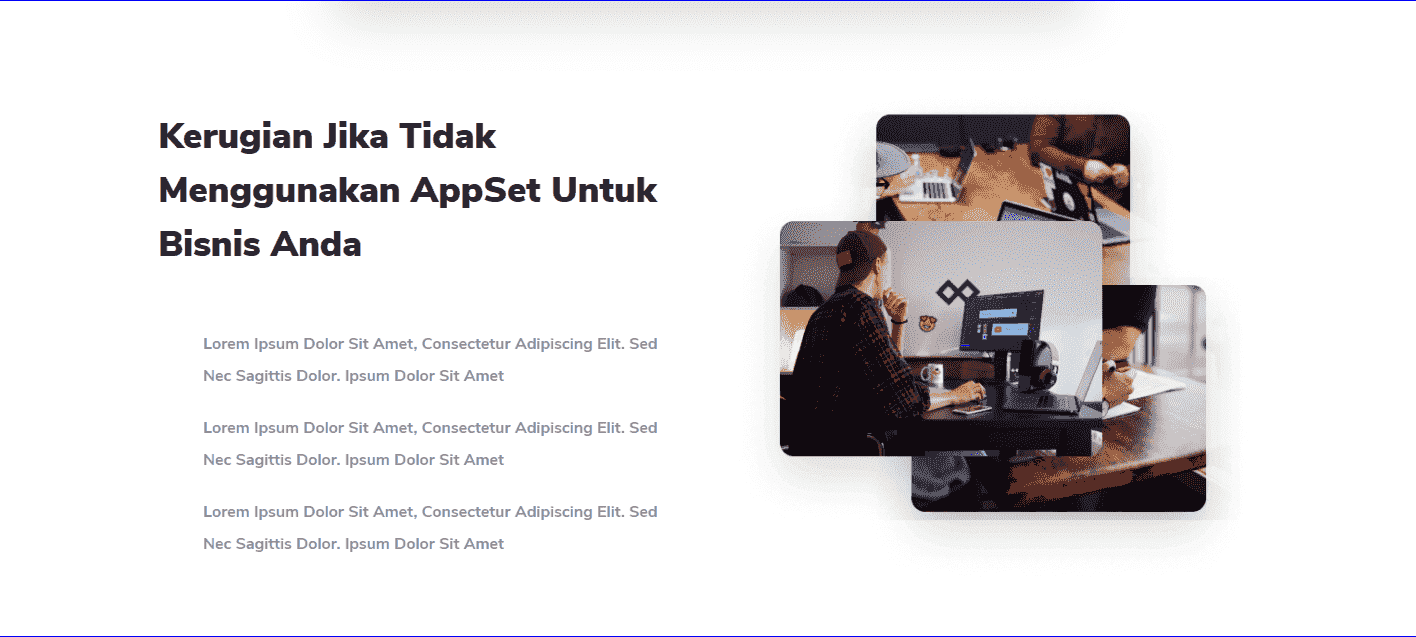 Kerugian Jika Tidak
Menggunakan AppSet Untuk
Bisnis Anda
Lorem Ipsum Dolor Sit Amet, Consectetur Adipiscing Elit. Sed
Nec Sagittis Dolor. Ipsum Dolor Sit Amet
Lorem Ipsum Dolor Sit Amet, Consectetur Adipiscing Elit. Sed
Nec Sagittis Dolor. Ipsum Dolor Sit Amet
Lorem Ipsum Dolor Sit Amet, Consectetur Adipiscing Elit. Sed
Nec Sagittis Dolor. Ipsum Dolor Sit Amet